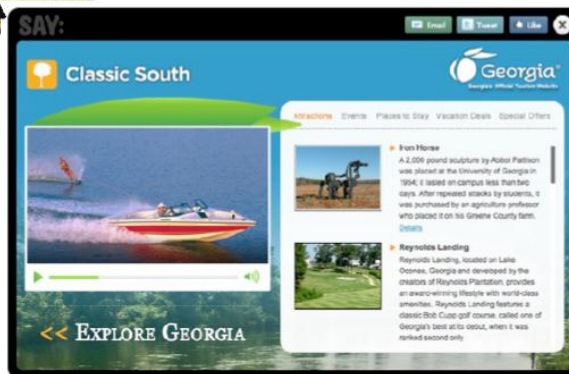 SAY:
Email Tweet Like
Classic South
Georgia®
Georgia's Official Tourism Website
Attractions Events Places to Stay Vacation Deals Special Offers
Iron Horse
A 2,000 pound sculpture by Abbot Pattison
was placed at the University of Georgia in
1954; it lasted on campus less than two
days. After repeated attacks by students, it
was purchased by an agriculture professor
who placed it on his Greene County farm.
Details
Reynolds Landing
Reynolds Landing, located on Lake
Oconee, Georgia and developed by the
creators of Reynolds Plantation, provides
an award-winning lifestyle with world-class
amenities. Reynolds Landing features a
classic Bob Cupp golf course, called one of
Georgia's best at its debut, when it was
ranked second only
<< EXPLORE GEORGIA